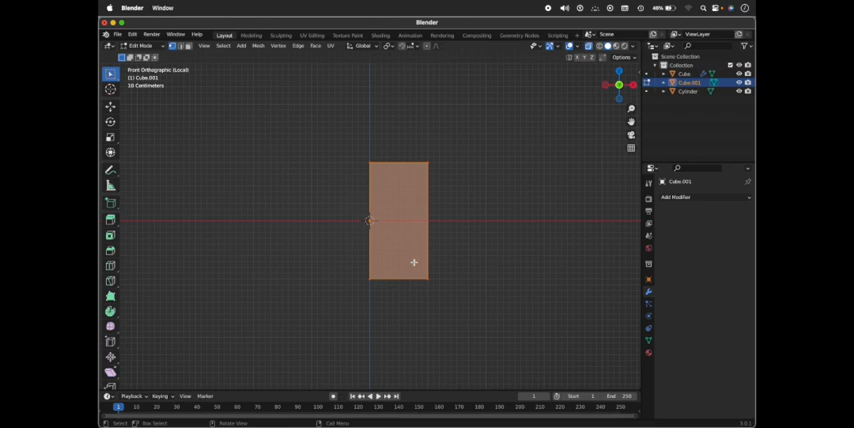 Blender Window 48%
Blender
File Edit Render Window Help Layout Modeling Sculpting UV Editing Texture Paint Shading Animation Rendering Compositing Geometry Nodes Scripting + Scene ViewLayer
Edit Mode View Select Add Mesh Vertex Edge Face UV Global
X Y Z Options
Front Orthographic (Local)
(1) Cube.001
10 Centimeters
Scene Collection
Collection
Cube
Cube.001
Cylinder
Cube.001
Add Modifier
Playback Keying View Marker 1 Start 1 End 250
1 10 20 30 40 50 60 70 80 90 100 110 120 130 140 150 160 170 180 190 200 210 220 230 240 250
Select Box Select Rotate View Call Menu 3.0.1